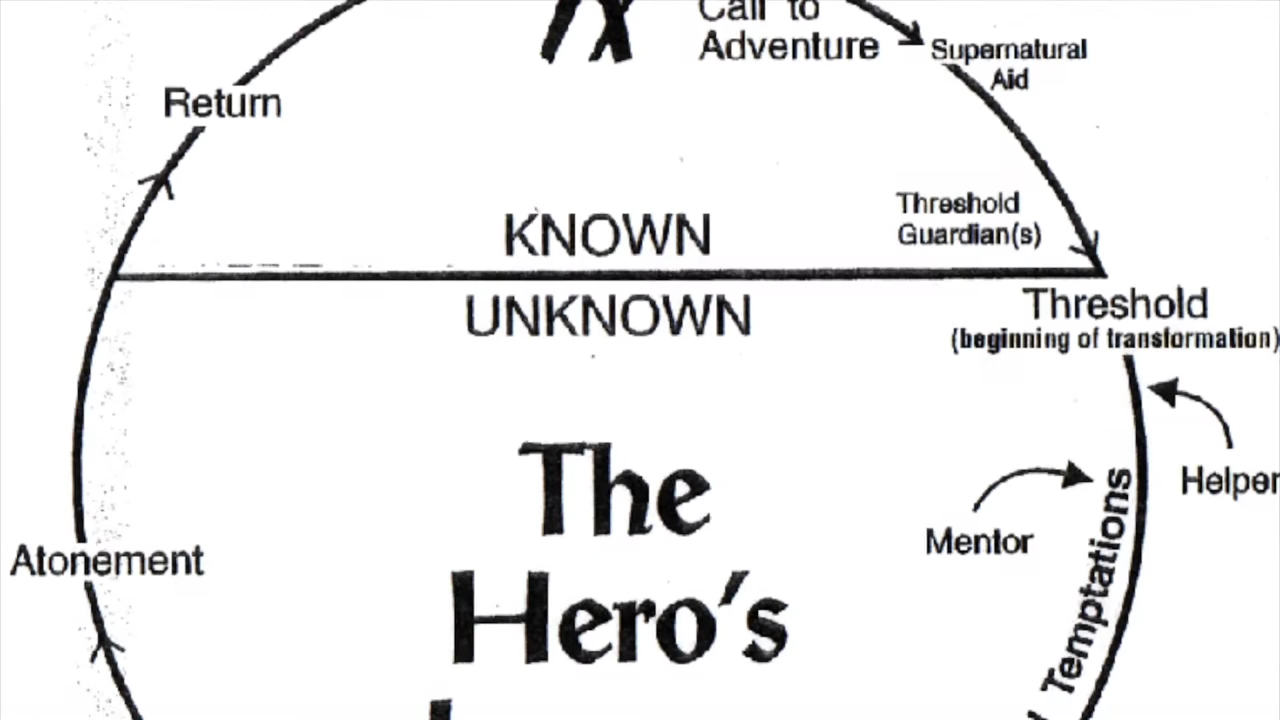 Call to
Adventure
Supernatural
Aid
Return
Threshold
Guardian(s)
KNOWN
UNKNOWN
Threshold
(beginning of transformation)
Helper
Mentor
Temptations
Atonement
The
Hero's